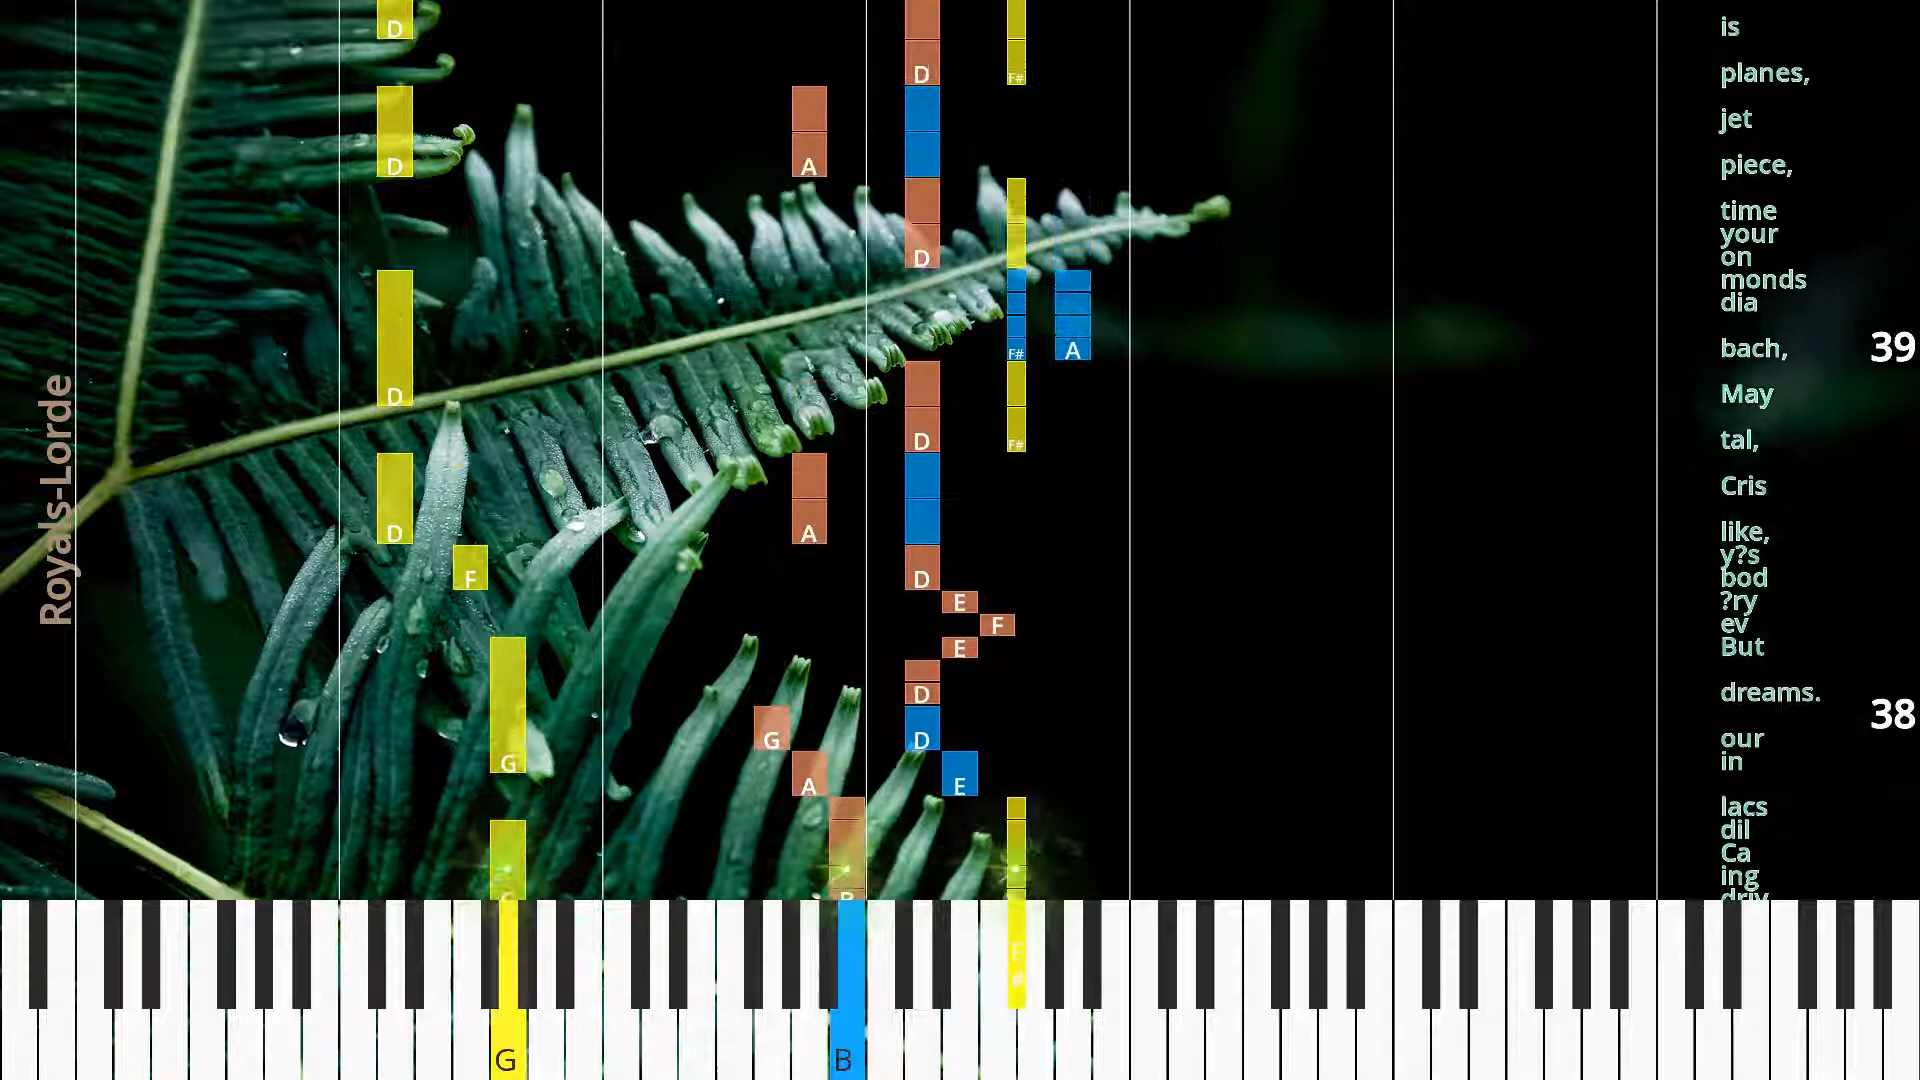 Royals-Lorde
D D F# is
D planes,
jet
D A piece,
time
your
D on
monds
dia
F# A bach, 39
D May
D F# tal,
Cris
D A like,
y?s
F D bod
E ?ry
F ev
E But
D dreams. 38
G D our
G in
A E
lacs
dil
Ca
ing
driv
F
#
G B